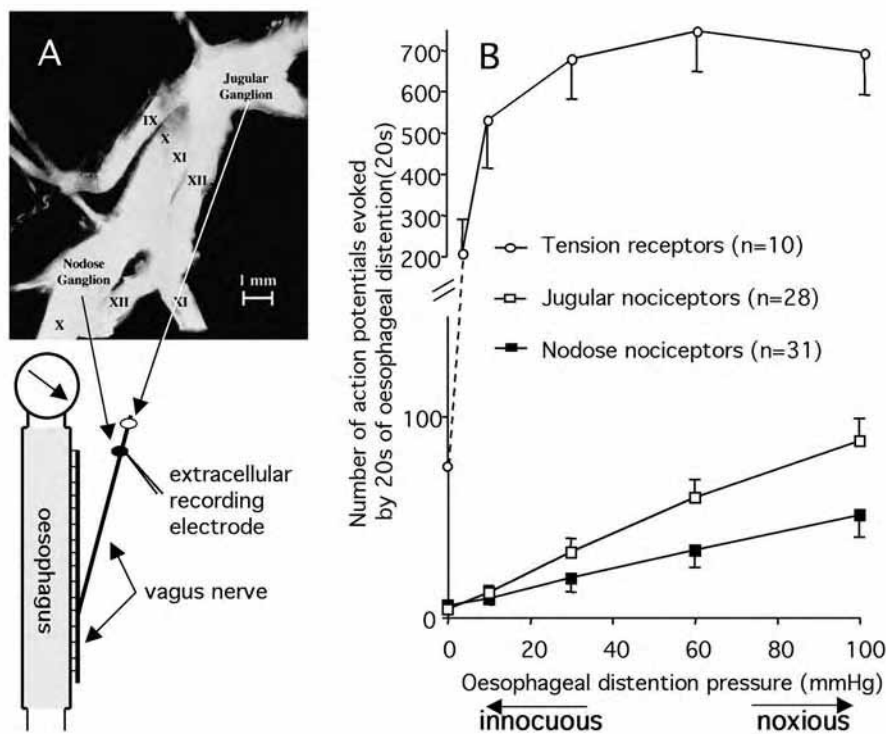 A
Jugular
Ganglion
IX
X
XI
XII
Nodose
Ganglion
XII
XI
X
1 mm
oesophagus
extracellular
recording
electrode
vagus nerve
B
Number of action potentials evoked
by 20s of oesophageal distention(20s)
700
600
500
400
300
200
100
0
Tension receptors (n=10)
Jugular nociceptors (n=28)
Nodose nociceptors (n=31)
0 20 40 60 80 100
Oesophageal distention pressure (mmHg)
innocuous noxious